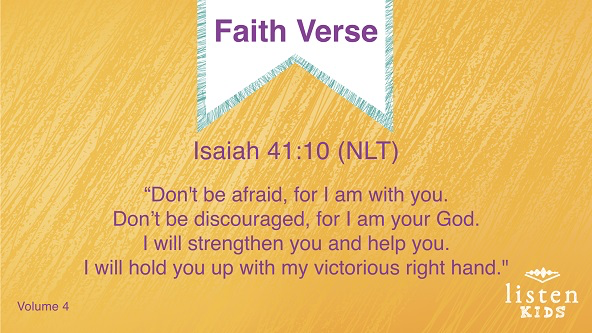 Faith Verse
Isaiah 41:10 (NLT)
“Don't be afraid, for I am with you.
Don’t be discouraged, for I am your God.
I will strengthen you and help you.
I will hold you up with my victorious right hand."
Volume 4
listen
KIDS